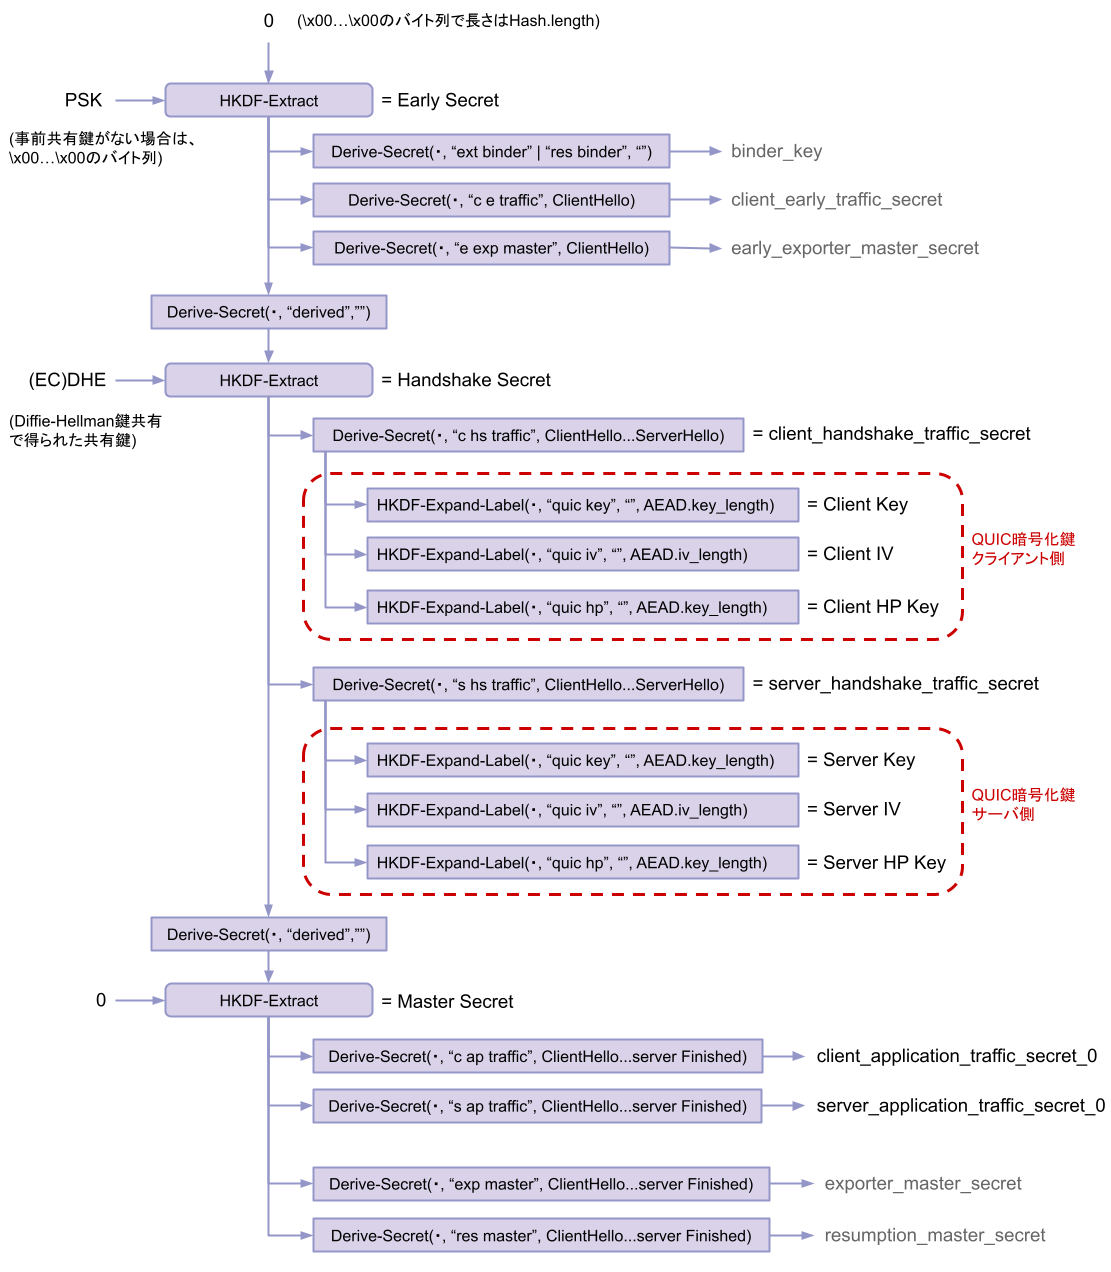 0 (\x00…\x00のバイト列で長さはHash.length)
PSK
HKDF-Extract
= Early Secret
(事前共有鍵がない場合は、
\x00…\x00のバイト列)
Derive-Secret(・, “ext binder” | “res binder”, “”)
binder_key
Derive-Secret(・, “c e traffic”, ClientHello)
client_early_traffic_secret
Derive-Secret(・, “e exp master”, ClientHello)
early_exporter_master_secret
Derive-Secret(・, “derived”,””)
(EC)DHE
HKDF-Extract
= Handshake Secret
(Diffie-Hellman鍵共有
で得られた共有鍵)
Derive-Secret(・, “c hs traffic”, ClientHello...ServerHello)
= client_handshake_traffic_secret
HKDF-Expand-Label(・, “quic key”, “”, AEAD.key_length)
= Client Key
HKDF-Expand-Label(・, “quic iv”, “”, AEAD.iv_length)
= Client IV
HKDF-Expand-Label(・, “quic hp”, “”, AEAD.key_length)
= Client HP Key
QUIC暗号化鍵
クライアント側
Derive-Secret(・, “s hs traffic”, ClientHello...ServerHello)
= server_handshake_traffic_secret
HKDF-Expand-Label(・, “quic key”, “”, AEAD.key_length)
= Server Key
HKDF-Expand-Label(・, “quic iv”, “”, AEAD.iv_length)
= Server IV
HKDF-Expand-Label(・, “quic hp”, “”, AEAD.key_length)
= Server HP Key
QUIC暗号化鍵
サーバ側
Derive-Secret(・, “derived”,””)
0
HKDF-Extract
= Master Secret
Derive-Secret(・, “c ap traffic”, ClientHello...server Finished)
client_application_traffic_secret_0
Derive-Secret(・, “s ap traffic”, ClientHello...server Finished)
server_application_traffic_secret_0
Derive-Secret(・, “exp master”, ClientHello...server Finished)
exporter_master_secret
Derive-Secret(・, “res master”, ClientHello...server Finished)
resumption_master_secret